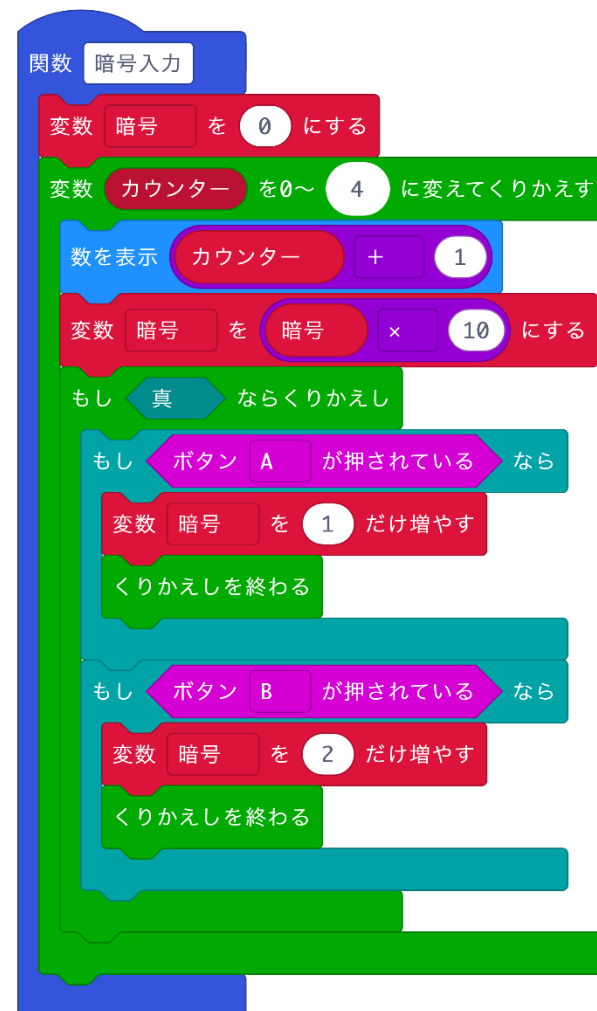 関数 暗号入力
変数 暗号 を 0 にする
変数 カウンター を0〜 4 に変えてくりかえす
数を表示 カウンター + 1
変数 暗号 を 暗号 × 10 にする
もし 真 ならくりかえし
もし ボタン A が押されている なら
変数 暗号 を 1 だけ増やす
くりかえしを終わる
もし ボタン B が押されている なら
変数 暗号 を 2 だけ増やす
くりかえしを終わる